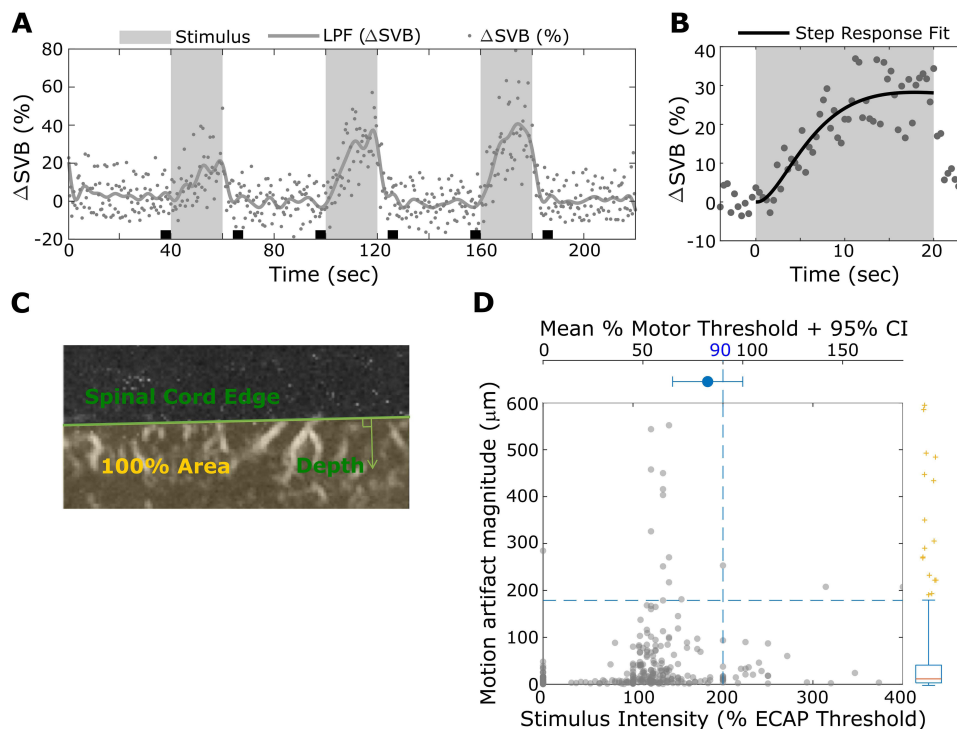 A
Stimulus LPF (ΔSVB) ΔSVB (%)
80
60
40
20
0
-20
ΔSVB (%)
0 40 80 120 160 200
Time (sec)
B
Step Response Fit
40
30
20
10
0
-10
ΔSVB (%)
0 10 20
Time (sec)
C
Spinal Cord Edge
100% Area Depth
D
Mean % Motor Threshold + 95% CI
0 50 90 100 150
600
500
400
300
200
100
0
Motion artifact magnitude (μm)
0 100 200 300 400
Stimulus Intensity (% ECAP Threshold)